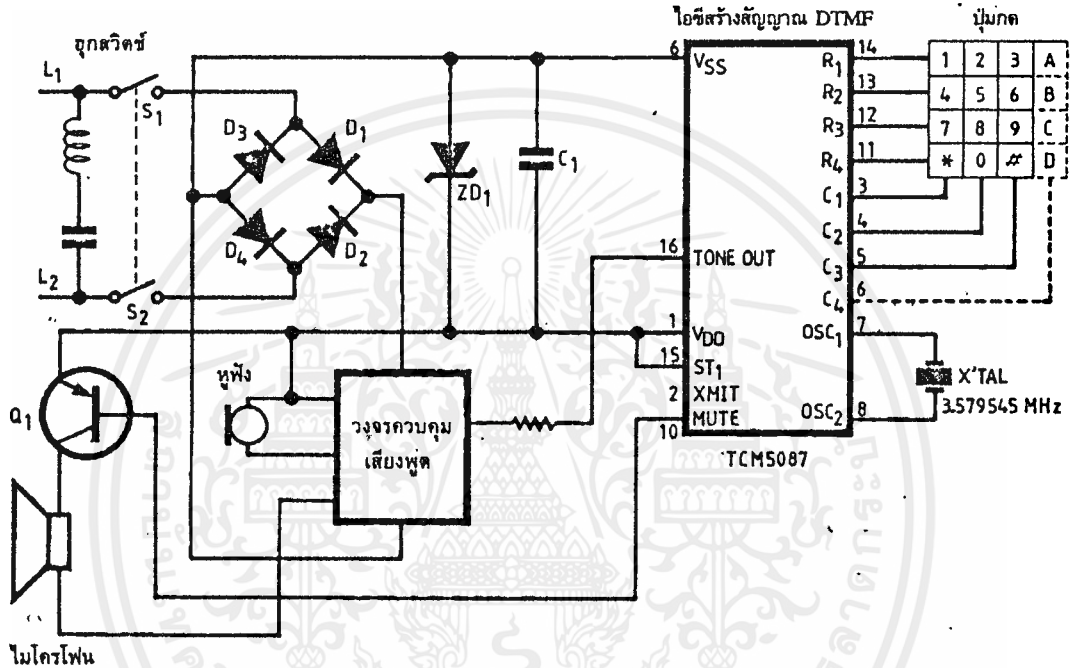 ไอซีสร้างสัญญาณ DTMF
ปุ่มกด
ฮุกสวิตช์
L1
S1
L2
S2
D3
D1
D4
D2
ZD1
C1
6
VSS
16
TONE OUT
1
VDO
15
ST1
2
XMIT
MUTE
10
R1
14
R2
13
R3
12
R4
11
C1
3
C2
4
C3
5
C4
6
OSC1
7
OSC2
8
TCM5087
1 2 3 A
4 5 6 B
7 8 9 C
* 0 # D
X'TAL
3.579545 MHz
Q1
หูฟัง
วงจรควบคุม
เสียงพูด
ไมโครโฟน